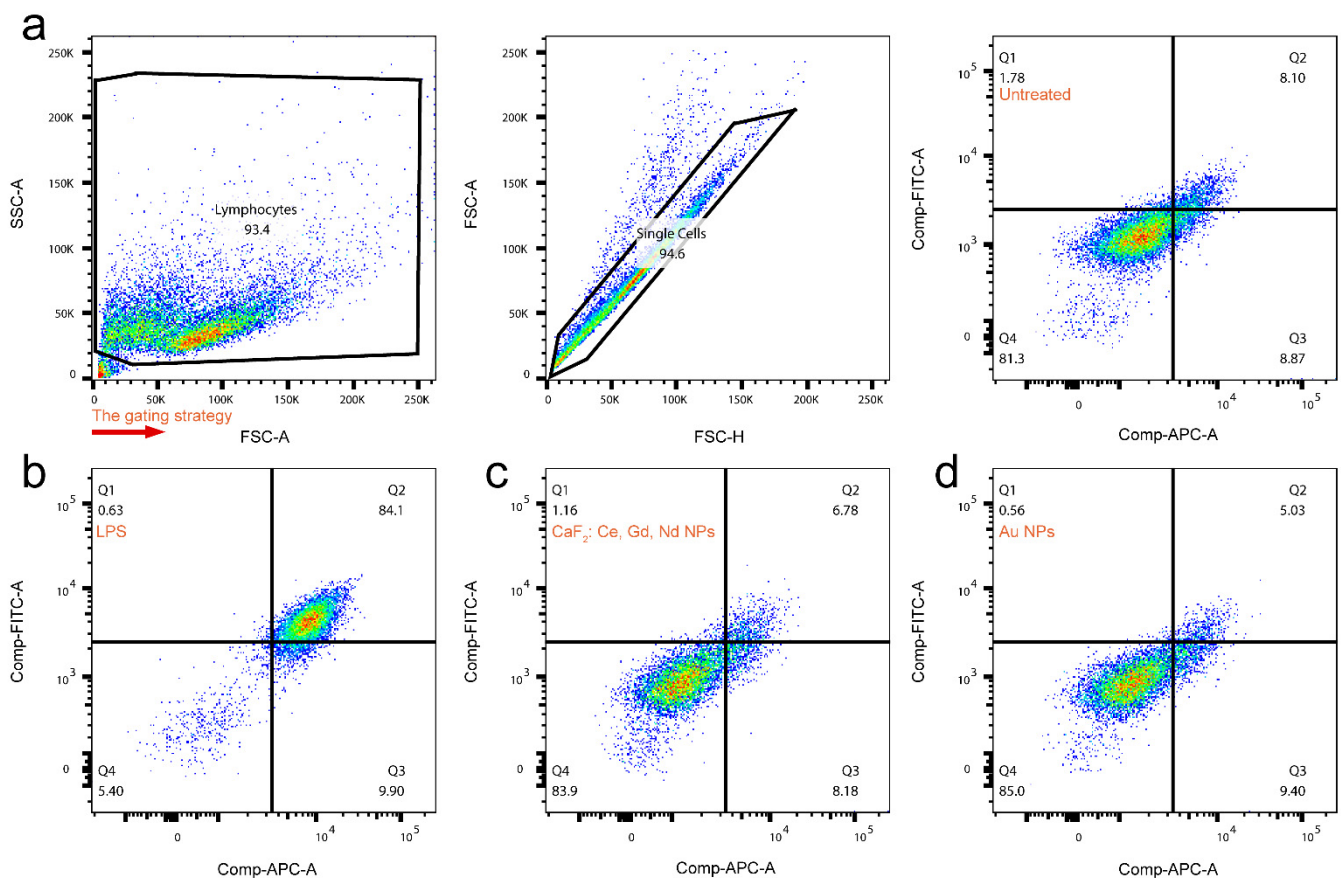 a
250K
200K
150K
100K
50K
0
SSC-A
Lymphocytes
93.4
0
50K
100K
150K
200K
250K
The gating strategy
FSC-A
250K
200K
150K
100K
50K
0
FSC-A
Single Cells
94.6
0
50K
100K
150K
200K
250K
FSC-H
Q1
1.78
Untreated
Q2
8.10
10^5
10^4
10^3
0
Comp-FITC-A
Q4
81.3
Q3
8.87
0
10^4
10^5
Comp-APC-A
b
Q1
0.63
LPS
Q2
84.1
10^5
10^4
10^3
0
Comp-FITC-A
Q4
5.40
Q3
9.90
0
10^4
10^5
Comp-APC-A
c
Q1
1.16
CaF₂: Ce, Gd, Nd NPs
Q2
6.78
10^5
10^4
10^3
0
Comp-FITC-A
Q4
83.9
Q3
8.18
0
10^4
10^5
Comp-APC-A
d
Q1
0.56
Au NPs
Q2
5.03
10^5
10^4
10^3
0
Comp-FITC-A
Q4
85.0
Q3
9.40
0
10^4
10^5
Comp-APC-A